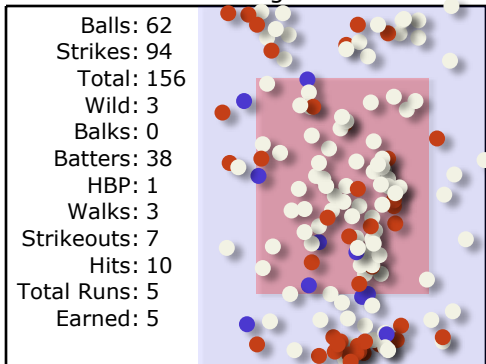 Balls: 62
Strikes: 94
Total: 156
Wild: 3
Balks: 0
Batters: 38
HBP: 1
Walks: 3
Strikeouts: 7
Hits: 10
Total Runs: 5
Earned: 5